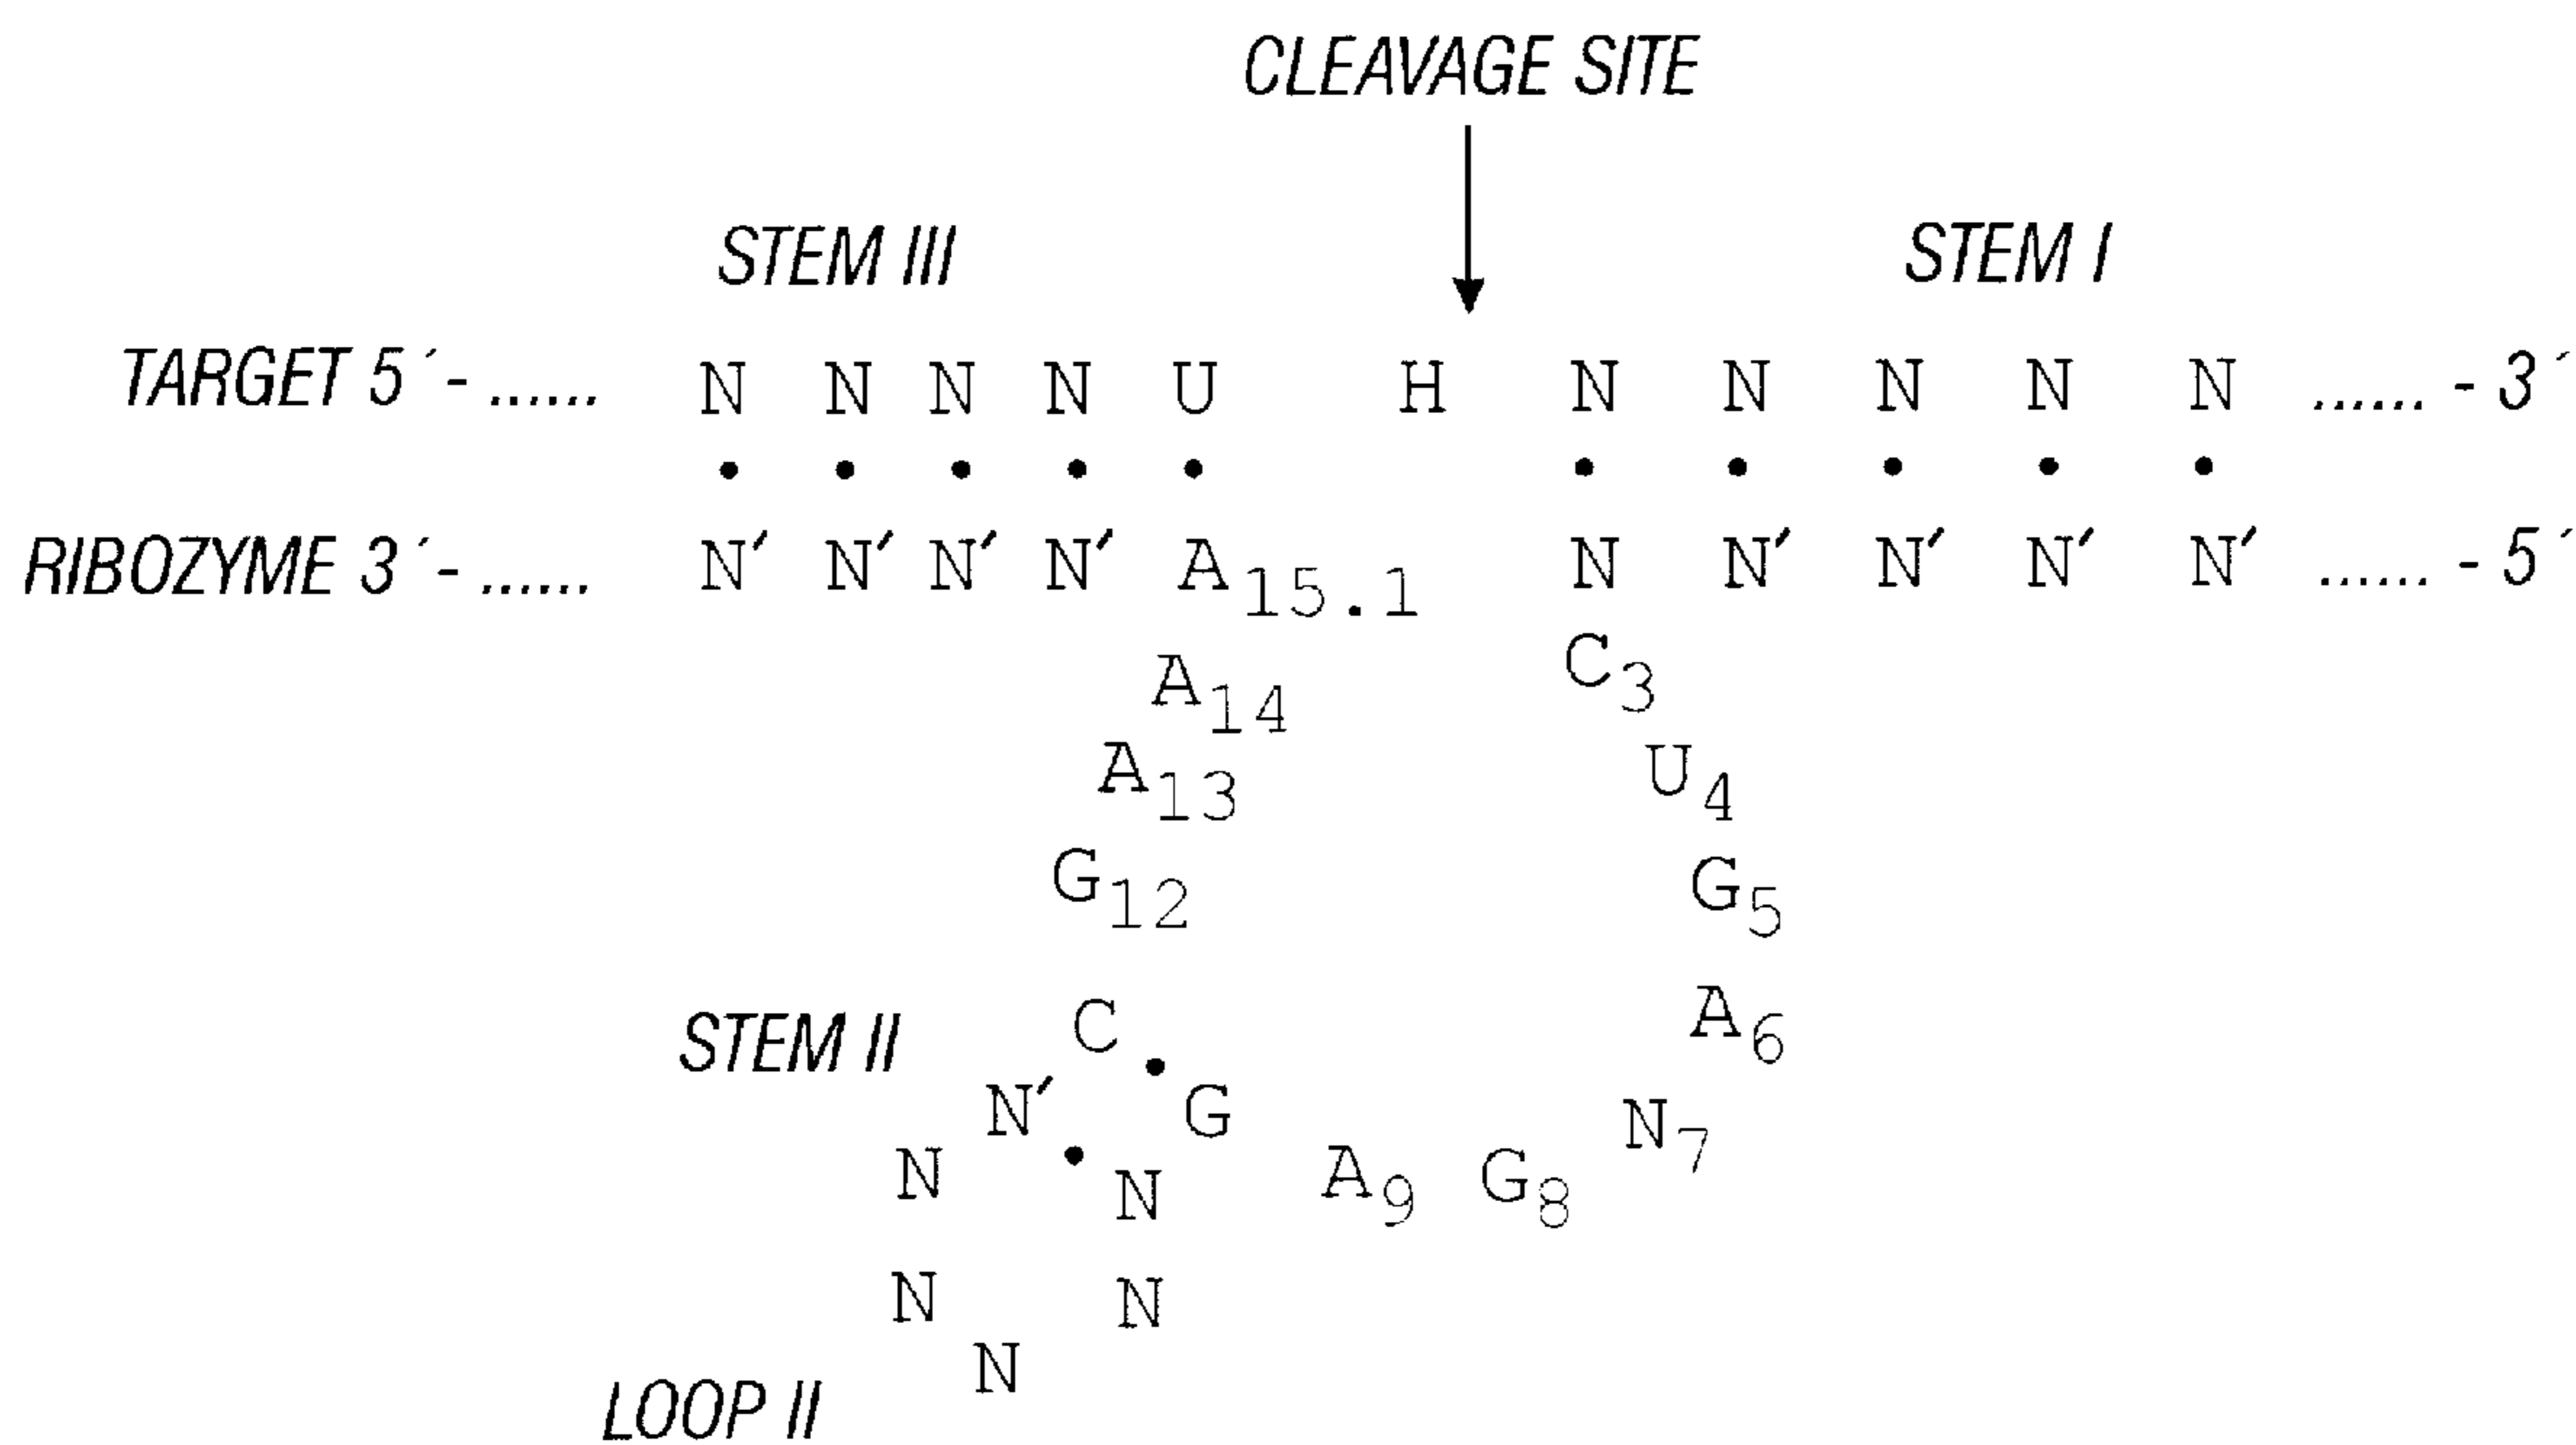 CLEAVAGE SITE
STEM III STEM I
TARGET 5´- ...... N N N N U H N N N N N ...... - 3´
• • • • • • • • • •
RIBOZYME 3´- ...... N′ N′ N′ N′ A15.1 N N′ N′ N′ N′ ...... - 5´
A14 C3
A13 U4
G12 G5
STEM II C • G A6
N′ • N A9 G8 N7
N
N N
N
LOOP II